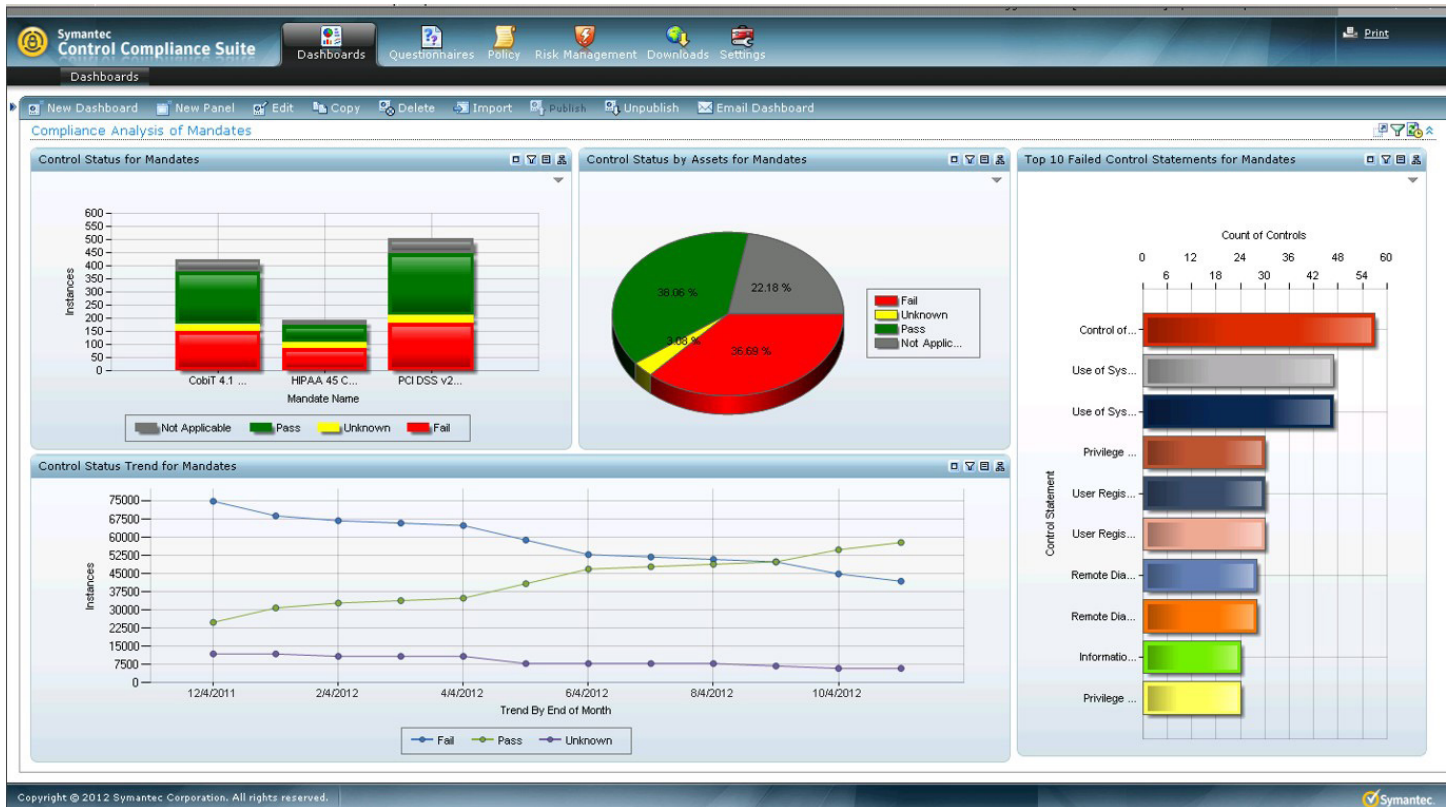 Symantec
Control Compliance Suite
Dashboards
Questionnaires
Policy
Risk Management
Downloads
Settings
Print
Dashboards
New Dashboard
New Panel
Edit
Copy
Delete
Import
Publish
Unpublish
Email Dashboard
Compliance Analysis of Mandates
Control Status for Mandates
600
550
500
450
400
350
300
250
200
150
100
50
0
Instances
CobiT 4.1 ...
HIPAA 45 C...
PCI DSS v2...
Mandate Name
Not Applicable
Pass
Unknown
Fail
Control Status by Assets for Mandates
38.06 %
22.18 %
3.08 %
36.69 %
Fail
Unknown
Pass
Not Applic...
Top 10 Failed Control Statements for Mandates
Count of Controls
0 12 24 36 48 60
6 18 30 42 54
Control Statement
Control of...
Use of Sys...
Use of Sys...
Privilege ...
User Regis...
User Regis...
Remote Dia...
Remote Dia...
Informatio...
Privilege ...
Control Status Trend for Mandates
75000
67500
60000
52500
45000
37500
30000
22500
15000
7500
0
Instances
12/4/2011
2/4/2012
4/4/2012
6/4/2012
8/4/2012
10/4/2012
Trend By End of Month
Fail
Pass
Unknown
Copyright © 2012 Symantec Corporation. All rights reserved.
Symantec.